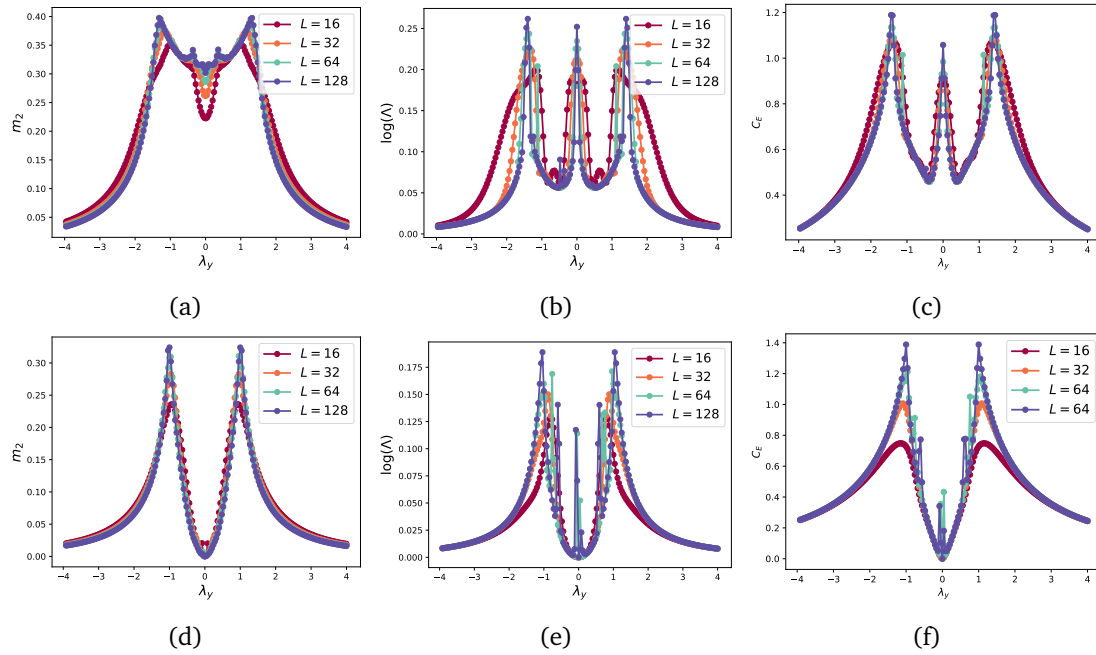 0.40
0.35
0.30
0.25
0.20
0.15
0.10
0.05
m₂
−4 −3 −2 −1 0 1 2 3 4
λy
L = 16
L = 32
L = 64
L = 128
(a)
0.25
0.20
0.15
0.10
0.05
0.00
log(Λ)
−4 −3 −2 −1 0 1 2 3 4
λy
L = 16
L = 32
L = 64
L = 128
(b)
1.2
1.0
0.8
0.6
0.4
C_E
−4 −3 −2 −1 0 1 2 3 4
λy
L = 16
L = 32
L = 64
L = 128
(c)
0.30
0.25
0.20
0.15
0.10
0.05
0.00
m₂
−4 −3 −2 −1 0 1 2 3 4
λy
L = 16
L = 32
L = 64
L = 128
(d)
0.175
0.150
0.125
0.100
0.075
0.050
0.025
0.000
log(Λ)
−4 −3 −2 −1 0 1 2 3 4
λy
L = 16
L = 32
L = 64
L = 128
(e)
1.4
1.2
1.0
0.8
0.6
0.4
0.2
0.0
C_E
−4 −3 −2 −1 0 1 2 3 4
λy
L = 16
L = 32
L = 64
L = 64
(f)